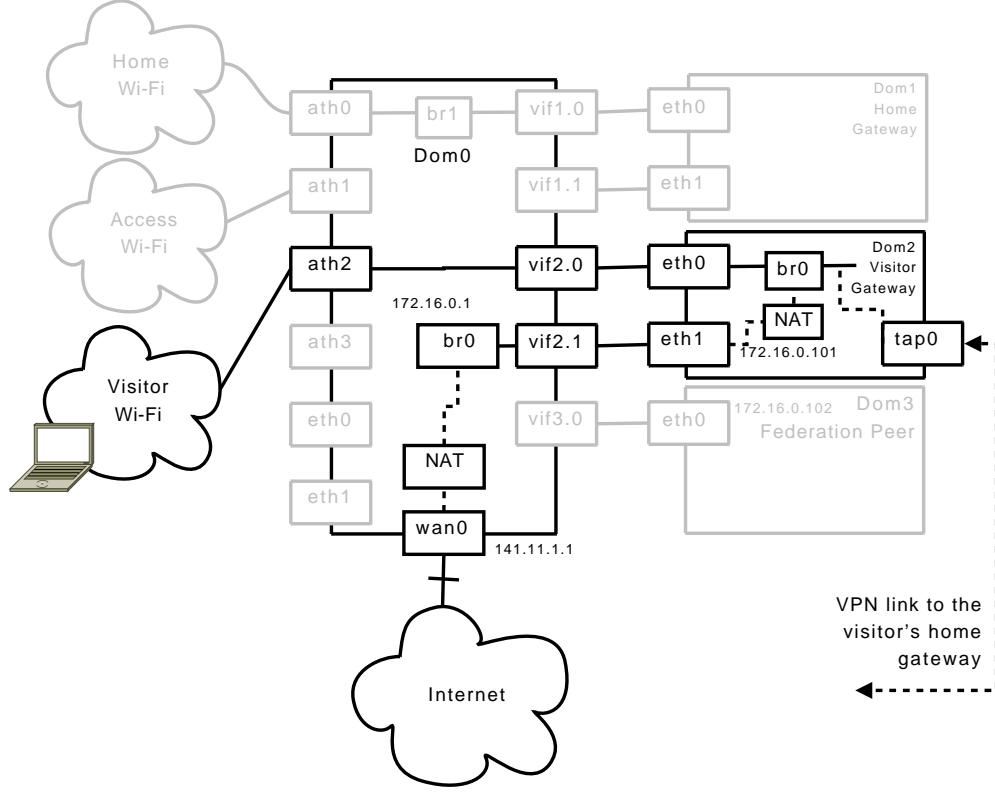 Home
Wi-Fi
ath0
br1
vif1.0
eth0
Dom1
Home
Gateway
Dom0
Access
Wi-Fi
ath1
vif1.1
eth1
ath2
vif2.0
eth0
br0
Dom2
Visitor
Gateway
172.16.0.1
Visitor
Wi-Fi
ath3
br0
vif2.1
eth1
NAT
172.16.0.101
tap0
eth0
vif3.0
eth0
172.16.0.102
Dom3
Federation Peer
NAT
eth1
wan0
141.11.1.1
VPN link to the
visitor's home
gateway
Internet